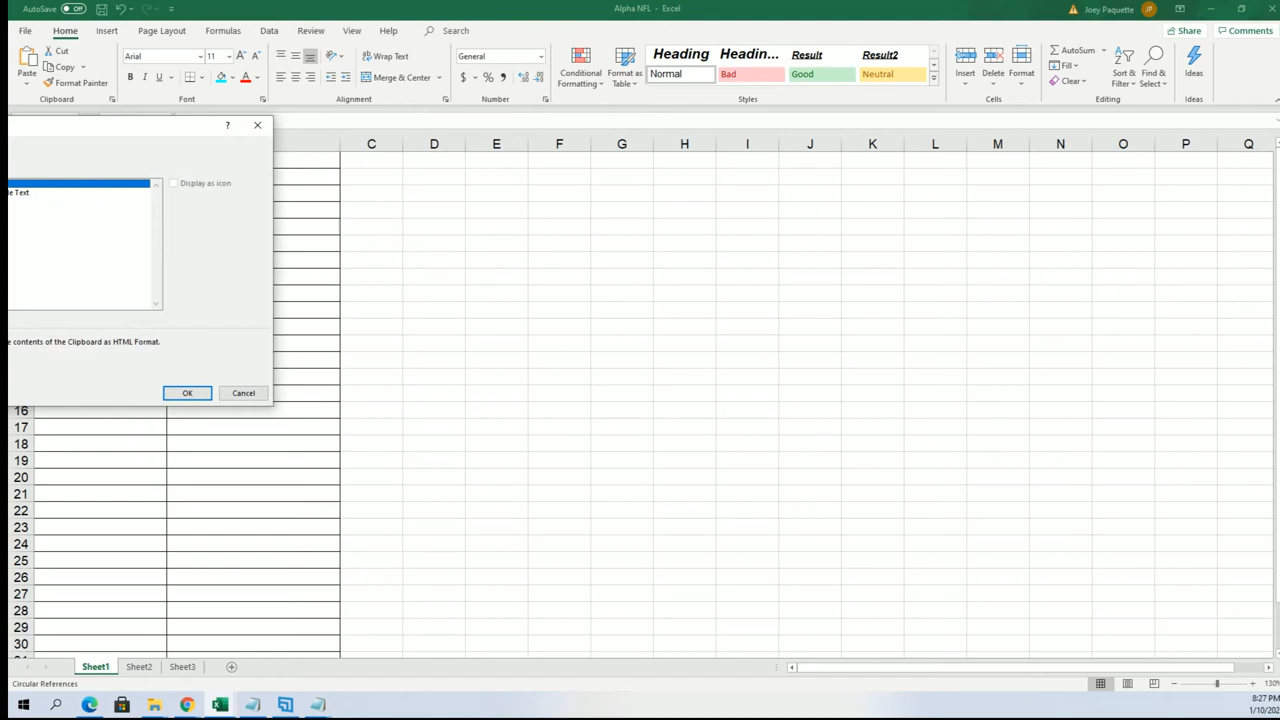 AutoSave Off Alpha NFL - Excel Joey Paquette JP
File Home Insert Page Layout Formulas Data Review View Help Search Share Comments
Paste Cut Copy Format Painter Clipboard
Arial 11 B I U A Font
Wrap Text Merge & Center Alignment
General $ % Number
Conditional Formatting Format as Table
Heading Headin... Result Result2
Normal Bad Good Neutral
Styles
Insert Delete Format Cells
AutoSum Fill Clear Sort & Filter Find & Select Editing
Ideas Ideas
? ×
C D E F G H I J K L M N O P Q
Display as icon
le Text
e contents of the Clipboard as HTML Format.
OK Cancel
16
17
18
19
20
21
22
23
24
25
26
27
28
29
30
Sheet1 Sheet2 Sheet3
Circular References 130%
8:27 PM
1/10/202